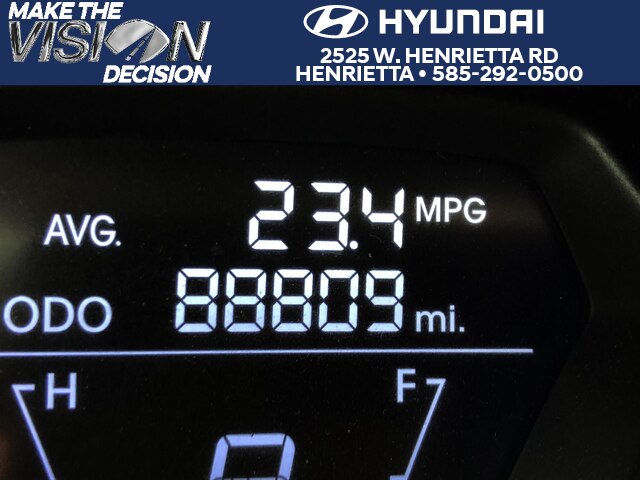 MAKE THE
VISION
DECISION
HYUNDAI
2525 W. HENRIETTA RD
HENRIETTA • 585-292-0500
AVG. 23.4 MPG
ODO 88809 mi.
H F